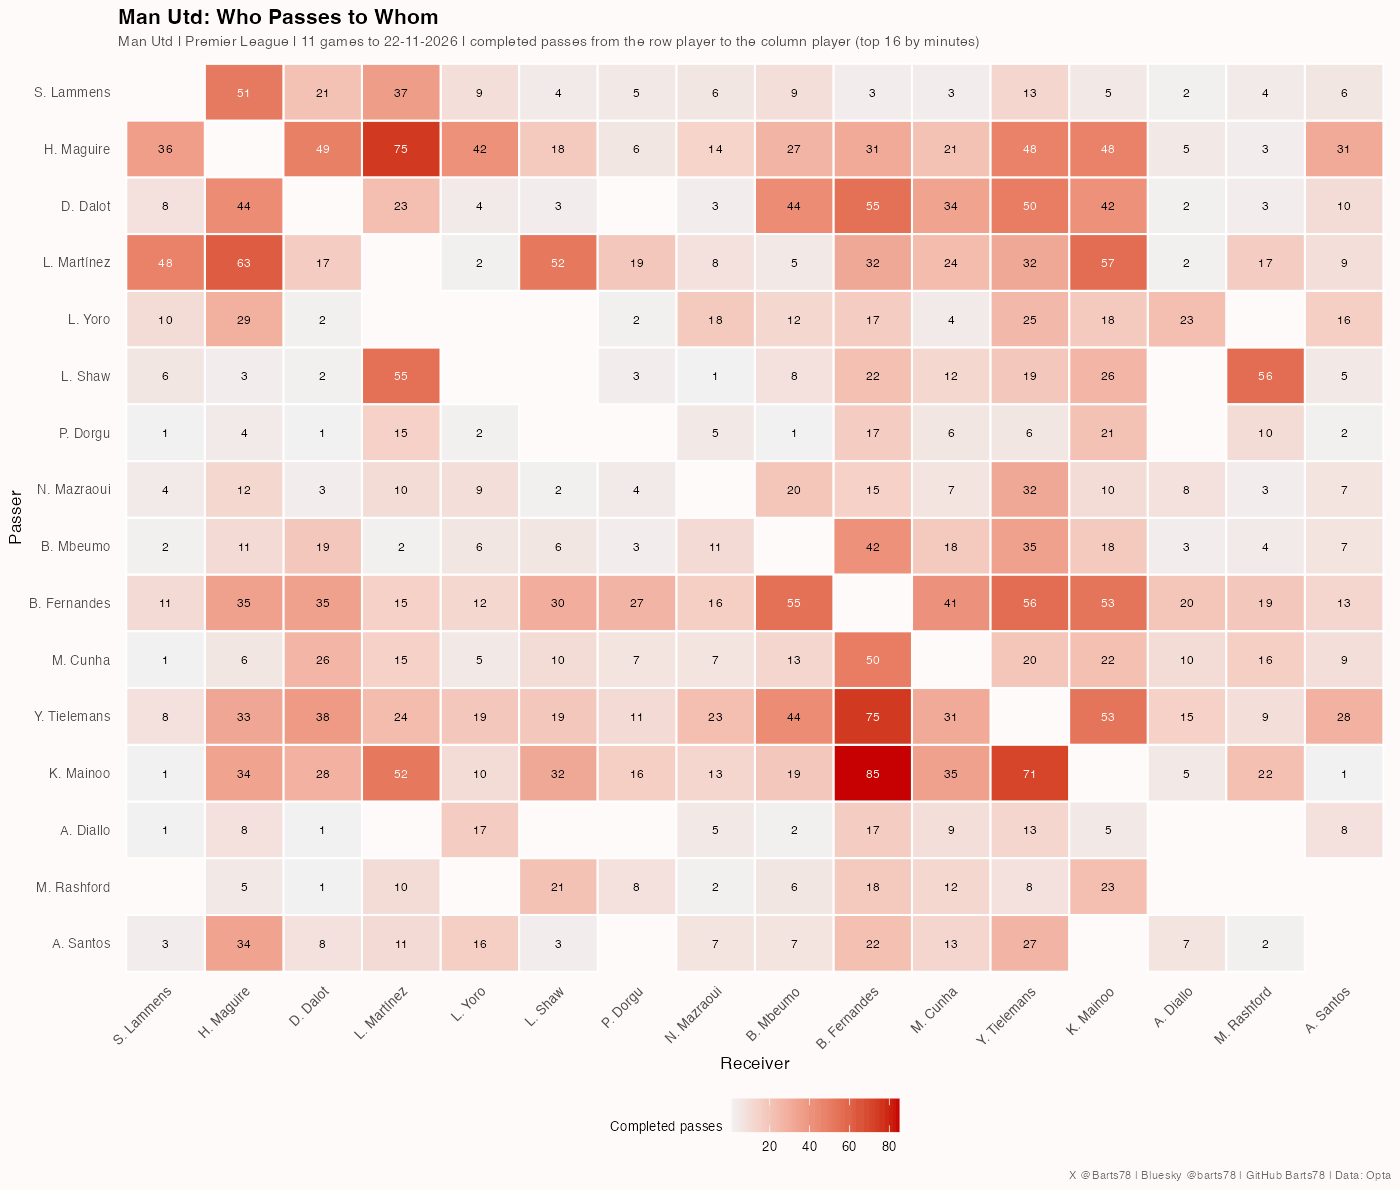 Man Utd: Who Passes to Whom
Man Utd | Premier League | 11 games to 22-11-2026 | completed passes from the row player to the column player (top 16 by minutes)
S. Lammens 51 21 37 9 4 5 6 9 3 3 13 5 2 4 6
H. Maguire 36 49 75 42 18 6 14 27 31 21 48 48 5 3 31
D. Dalot 8 44 23 4 3 3 44 55 34 50 42 2 3 10
L. Martínez 48 63 17 2 52 19 8 5 32 24 32 57 2 17 9
L. Yoro 10 29 2 2 18 12 17 4 25 18 23 16
L. Shaw 6 3 2 55 3 1 8 22 12 19 26 56 5
P. Dorgu 1 4 1 15 2 5 1 17 6 6 21 10 2
N. Mazraoui 4 12 3 10 9 2 4 20 15 7 32 10 8 3 7
B. Mbeumo 2 11 19 2 6 6 3 11 42 18 35 18 3 4 7
B. Fernandes 11 35 35 15 12 30 27 16 55 41 56 53 20 19 13
M. Cunha 1 6 26 15 5 10 7 7 13 50 20 22 10 16 9
Y. Tielemans 8 33 38 24 19 19 11 23 44 75 31 53 15 9 28
K. Mainoo 1 34 28 52 10 32 16 13 19 85 35 71 5 22 1
A. Diallo 1 8 1 17 5 2 17 9 13 5 8
M. Rashford 5 1 10 21 8 2 6 18 12 8 23
A. Santos 3 34 8 11 16 3 7 7 22 13 27 7 2
Passer
S. Lammens H. Maguire D. Dalot L. Martínez L. Yoro L. Shaw P. Dorgu N. Mazraoui B. Mbeumo B. Fernandes M. Cunha Y. Tielemans K. Mainoo A. Diallo M. Rashford A. Santos
Receiver
Completed passes
20 40 60 80
X @Barts78 | Bluesky @barts78 | GitHub Barts78 | Data: Opta